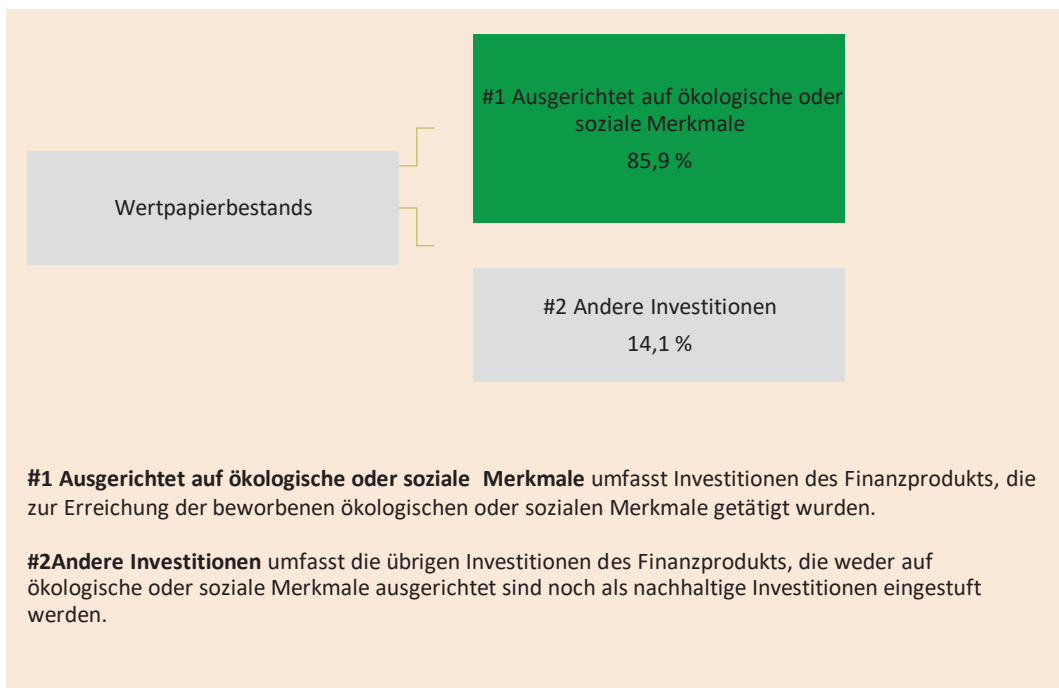 #1 Ausgerichtet auf ökologische oder
soziale Merkmale
85,9 %
Wertpapierbestands
#2 Andere Investitionen
14,1 %
#1 Ausgerichtet auf ökologische oder soziale Merkmale umfasst Investitionen des Finanzprodukts, die
zur Erreichung der beworbenen ökologischen oder sozialen Merkmale getätigt wurden.
#2Andere Investitionen umfasst die übrigen Investitionen des Finanzprodukts, die weder auf
ökologische oder soziale Merkmale ausgerichtet sind noch als nachhaltige Investitionen eingestuft
werden.